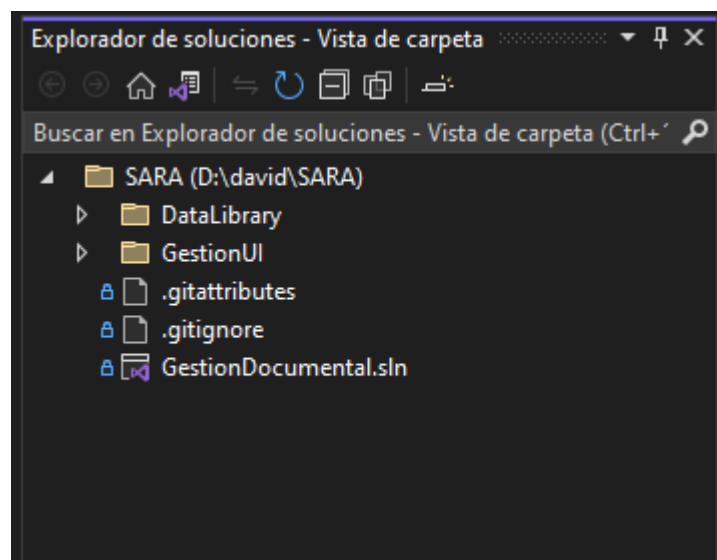 Explorador de soluciones - Vista de carpeta
Buscar en Explorador de soluciones - Vista de carpeta (Ctrl+´
SARA (D:\david\SARA)
DataLibrary
GestionUI
.gitattributes
.gitignore
GestionDocumental.sln